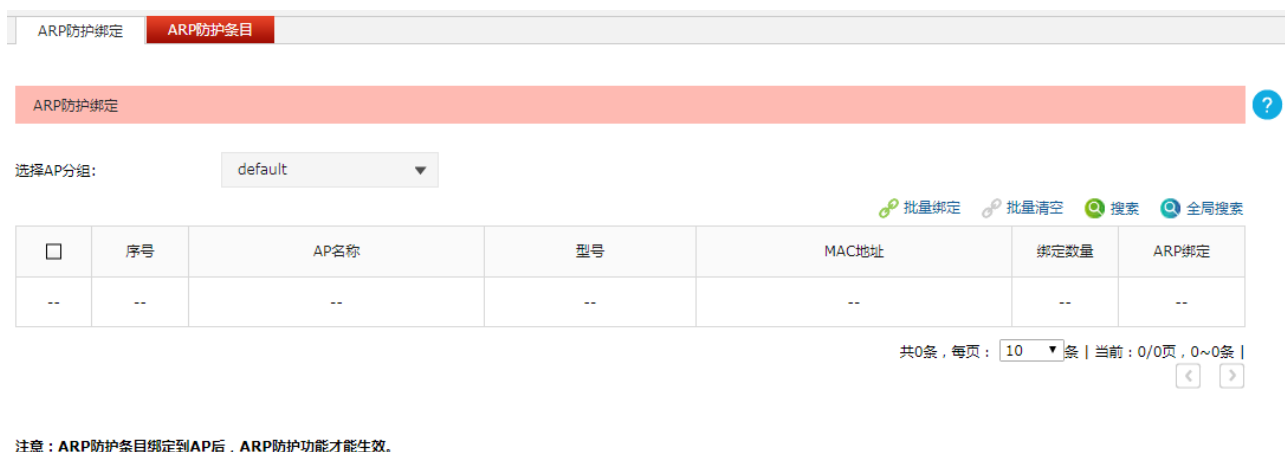 ARP防护绑定 ARP防护条目
ARP防护绑定
?
选择AP分组: default
批量绑定 批量清空 搜索 全局搜索
序号 AP名称 型号 MAC地址 绑定数量 ARP绑定
-- -- -- -- -- -- --
共0条，每页： 10 条 | 当前：0/0页，0~0条 |
< >
注意：ARP防护条目绑定到AP后，ARP防护功能才能生效。